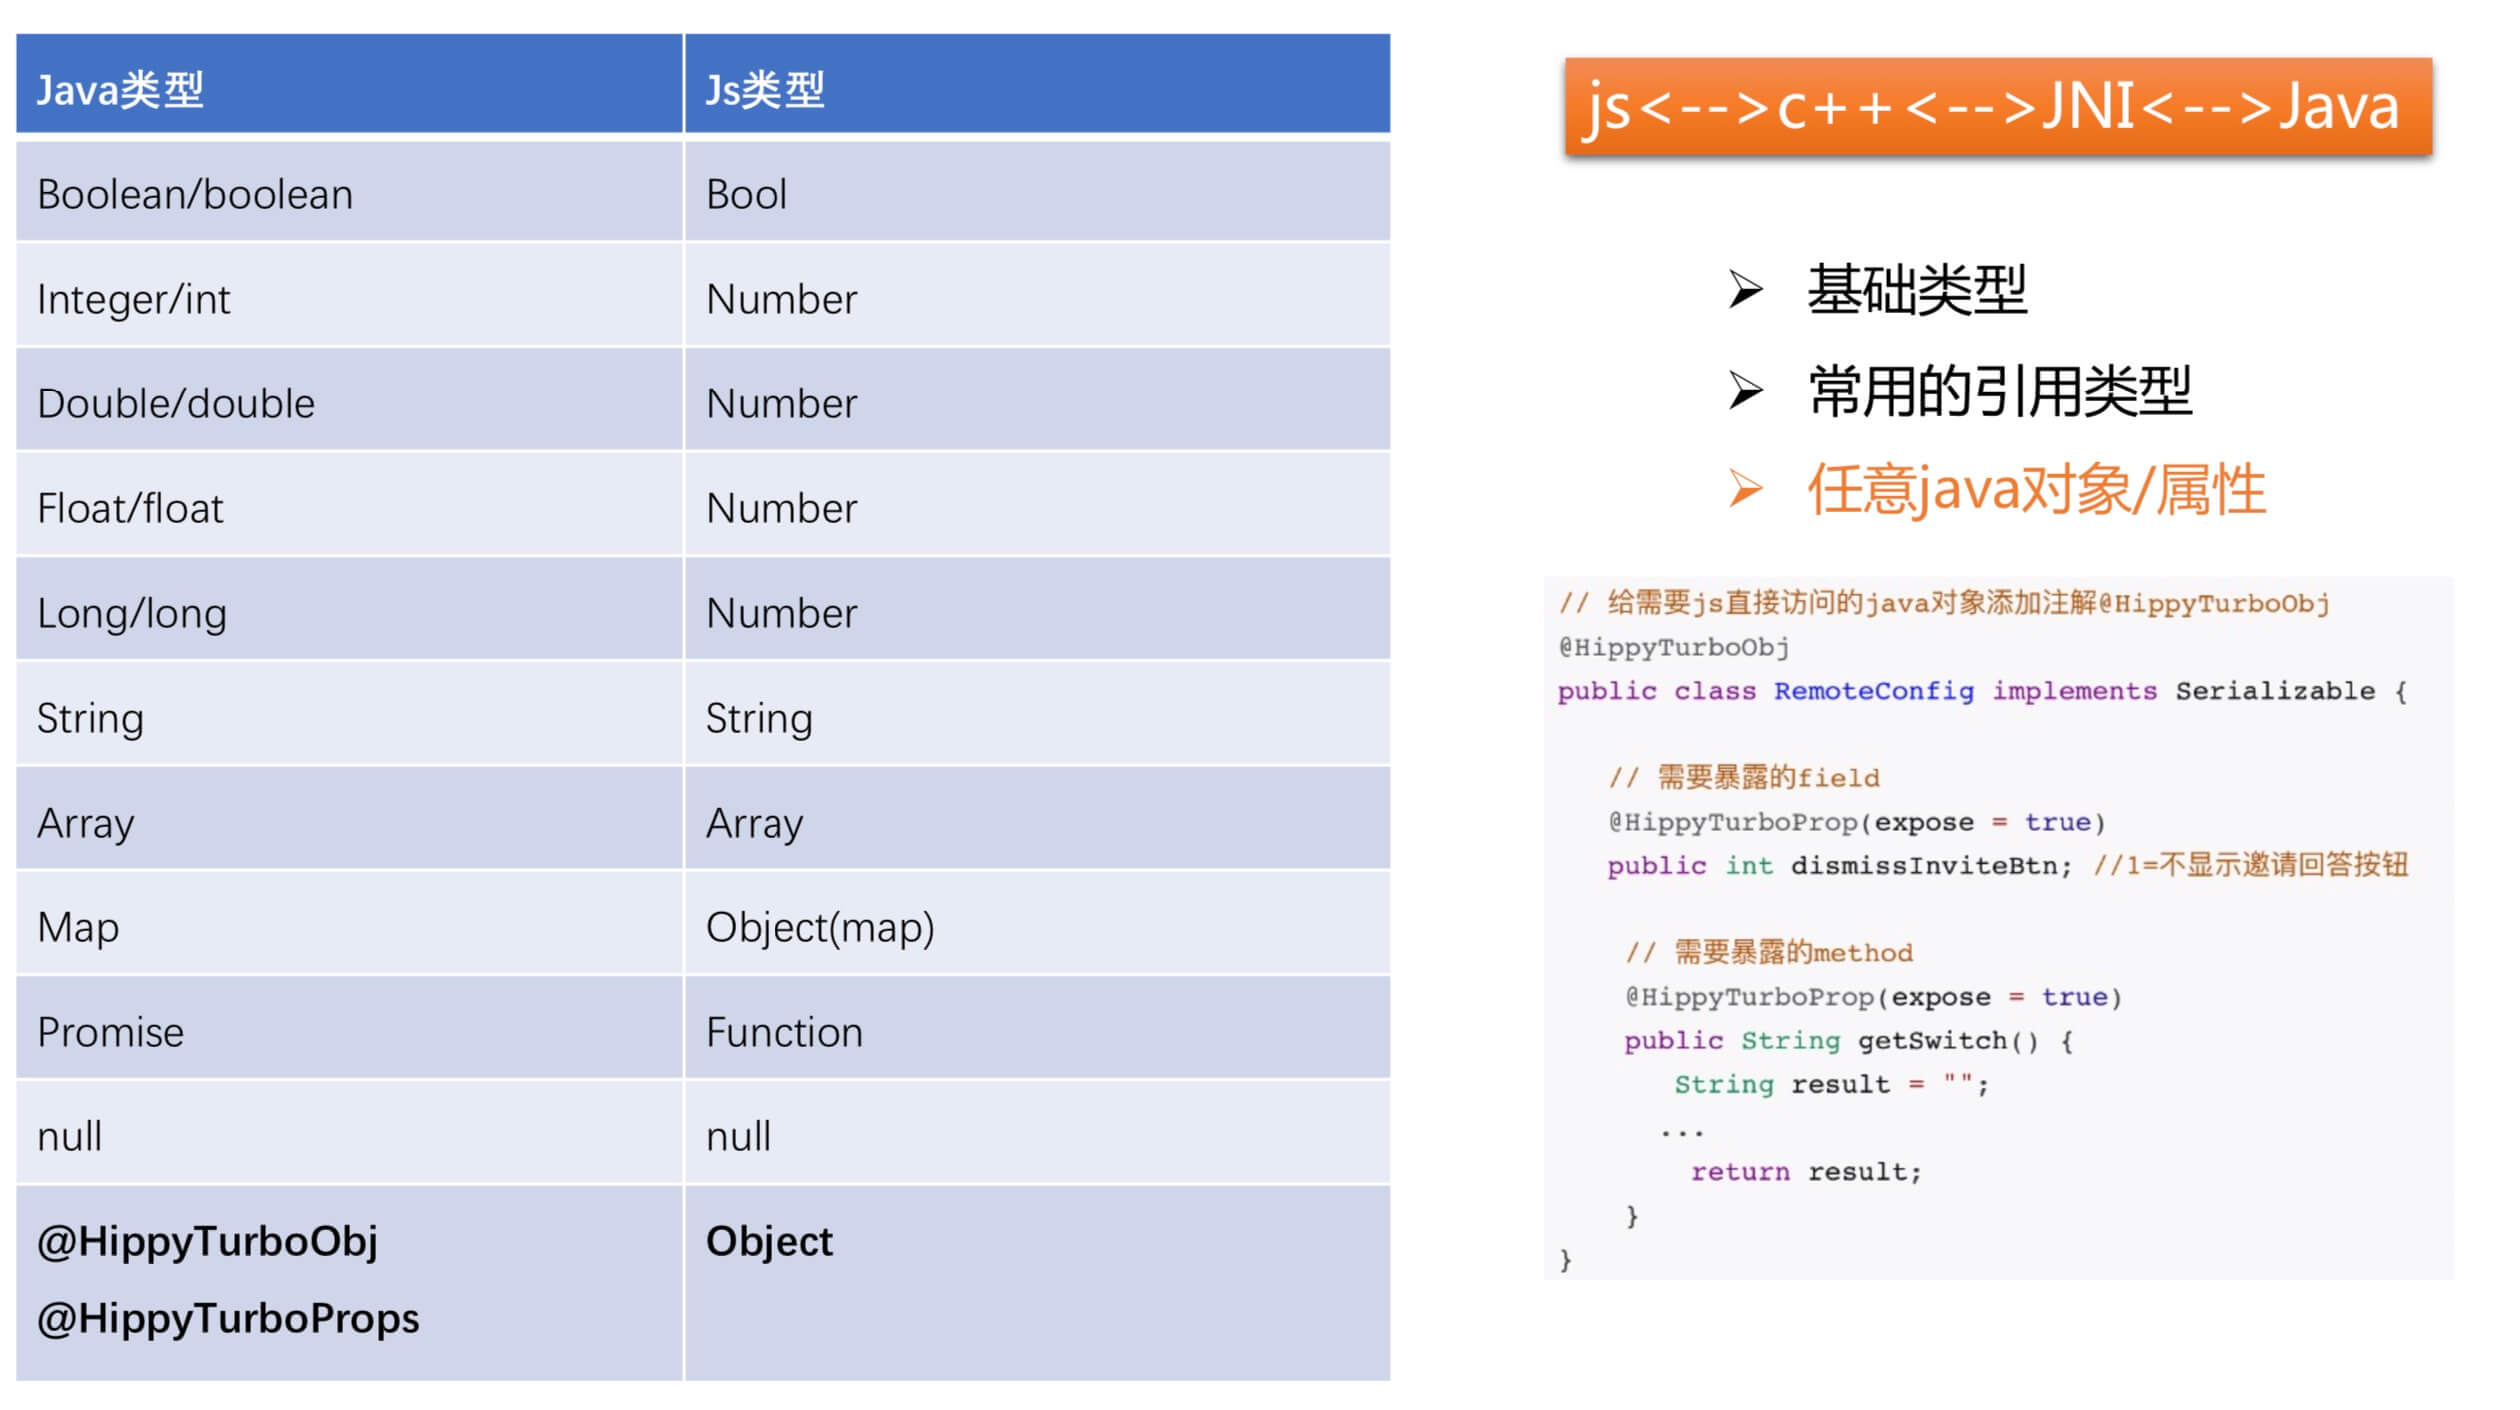 Java类型 Js类型
Boolean/boolean Bool
Integer/int Number
Double/double Number
Float/float Number
Long/long Number
String String
Array Array
Map Object(map)
Promise Function
null null
@HippyTurboObj Object
@HippyTurboProps
js<-->c++<-->JNI<-->Java
➢ 基础类型
➢ 常用的引用类型
➢ 任意java对象/属性
// 给需要js直接访问的java对象添加注解@HippyTurboObj
@HippyTurboObj
public class RemoteConfig implements Serializable {
// 需要暴露的field
@HippyTurboProp(expose = true)
public int dismissInviteBtn; //1=不显示邀请回答按钮
// 需要暴露的method
@HippyTurboProp(expose = true)
public String getSwitch() {
String result = "";
...
return result;
}
}